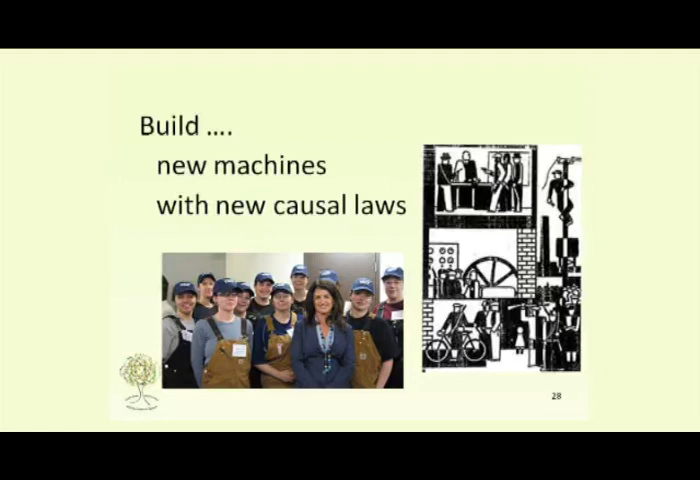 Build ....
new machines
with new causal laws
28